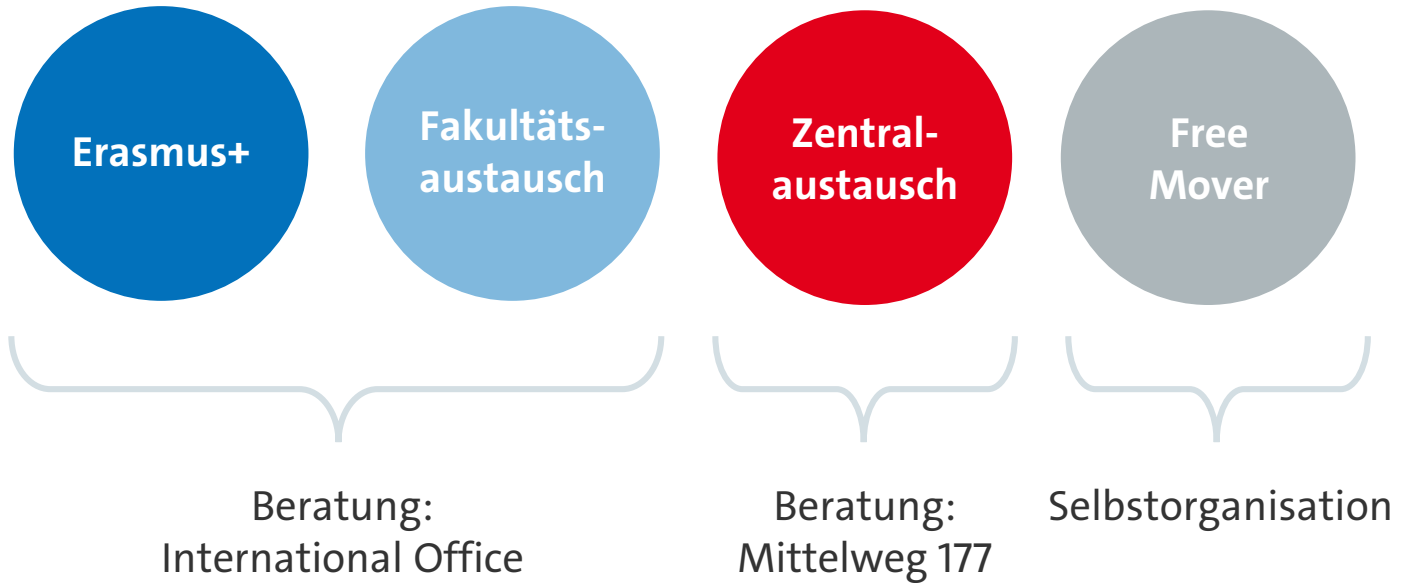 Erasmus+
Fakultäts-
austausch
Zentral-
austausch
Free
Mover
Beratung:
International Office
Beratung:
Mittelweg 177
Selbstorganisation